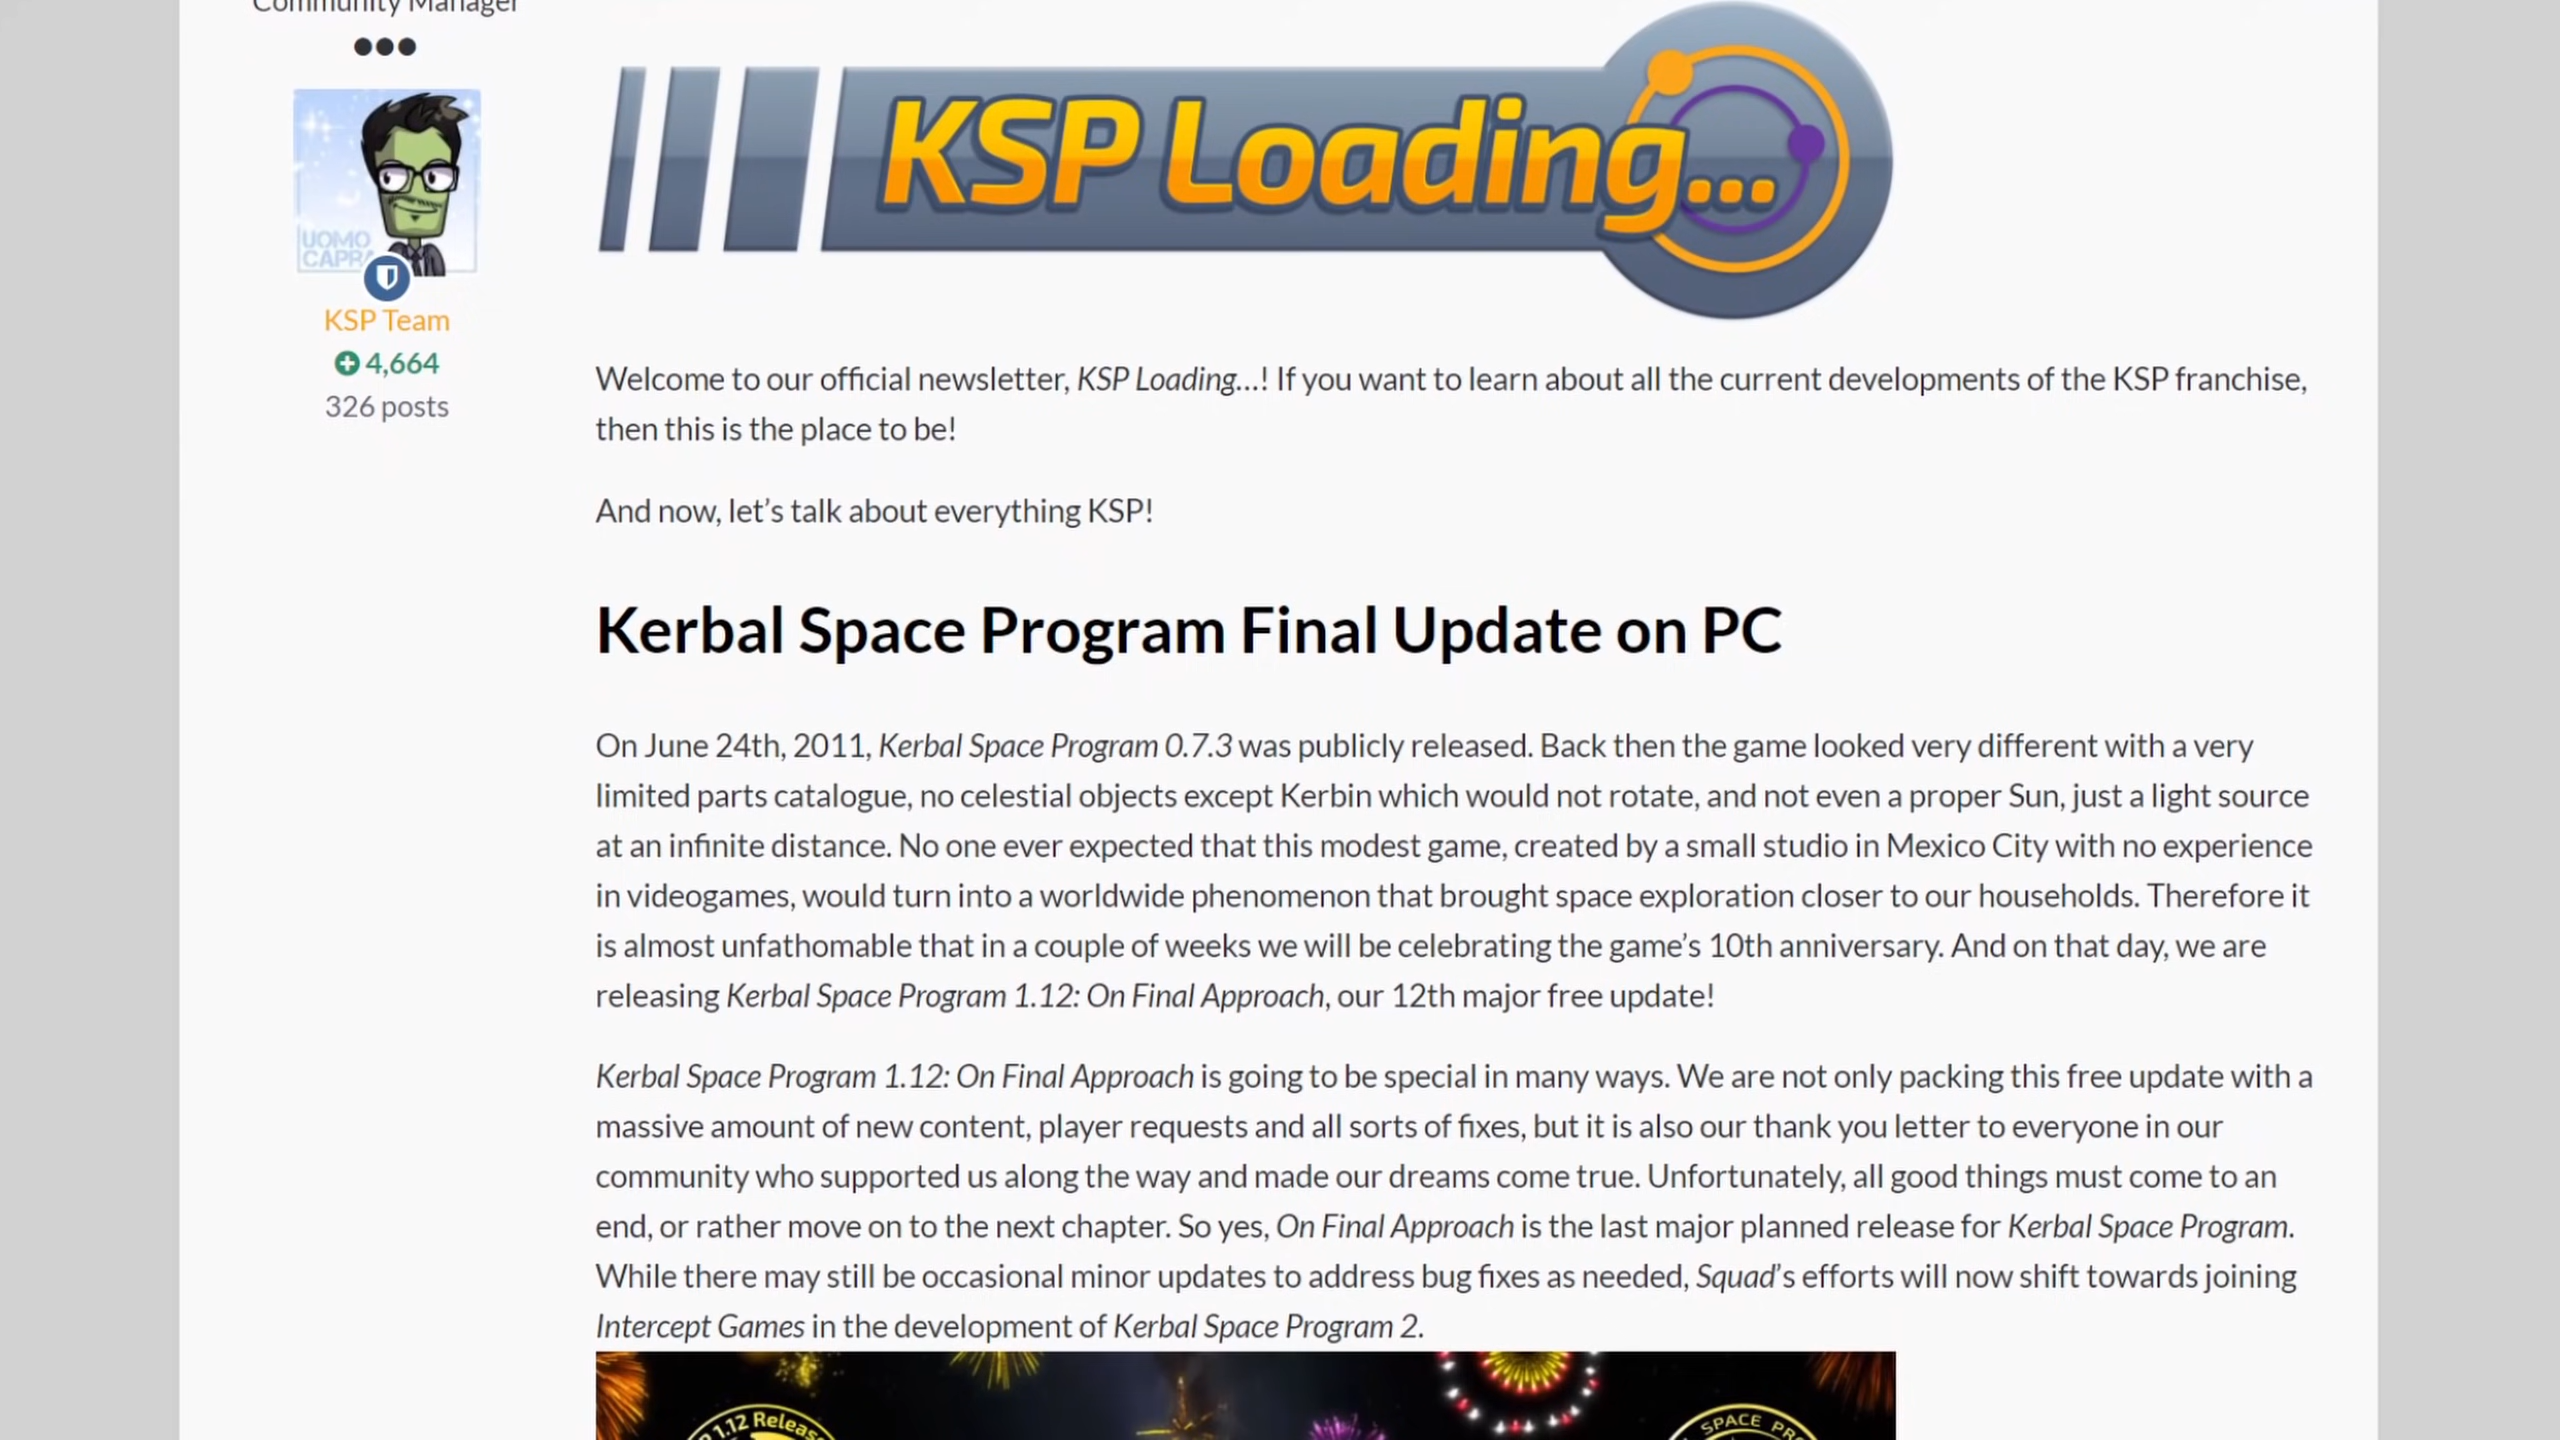 Community Manager
UOMO
CAPRA
KSP Team
4,664
326 posts
KSP Loading...
Welcome to our official newsletter, KSP Loading...! If you want to learn about all the current developments of the KSP franchise,
then this is the place to be!
And now, let’s talk about everything KSP!
Kerbal Space Program Final Update on PC
On June 24th, 2011, Kerbal Space Program 0.7.3 was publicly released. Back then the game looked very different with a very
limited parts catalogue, no celestial objects except Kerbin which would not rotate, and not even a proper Sun, just a light source
at an infinite distance. No one ever expected that this modest game, created by a small studio in Mexico City with no experience
in videogames, would turn into a worldwide phenomenon that brought space exploration closer to our households. Therefore it
is almost unfathomable that in a couple of weeks we will be celebrating the game’s 10th anniversary. And on that day, we are
releasing Kerbal Space Program 1.12: On Final Approach, our 12th major free update!
Kerbal Space Program 1.12: On Final Approach is going to be special in many ways. We are not only packing this free update with a
massive amount of new content, player requests and all sorts of fixes, but it is also our thank you letter to everyone in our
community who supported us along the way and made our dreams come true. Unfortunately, all good things must come to an
end, or rather move on to the next chapter. So yes, On Final Approach is the last major planned release for Kerbal Space Program.
While there may still be occasional minor updates to address bug fixes as needed, Squad’s efforts will now shift towards joining
Intercept Games in the development of Kerbal Space Program 2.
1.12 Releas
SPACE PR